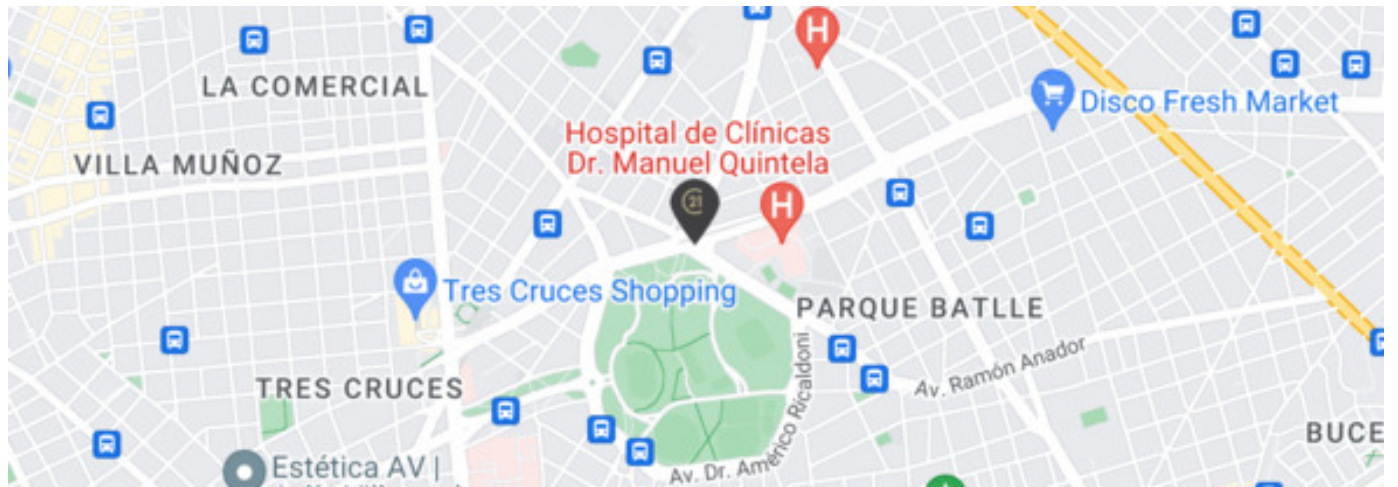 LA COMERCIAL
Disco Fresh Market
Hospital de Clínicas
Dr. Manuel Quintela
VILLA MUÑOZ
21
H
H
Tres Cruces Shopping
PARQUE BATLLE
Av. Ramón Anador
TRES CRUCES
Av. Dr. Américo Ricaldoni
BUCE
Estética AV |